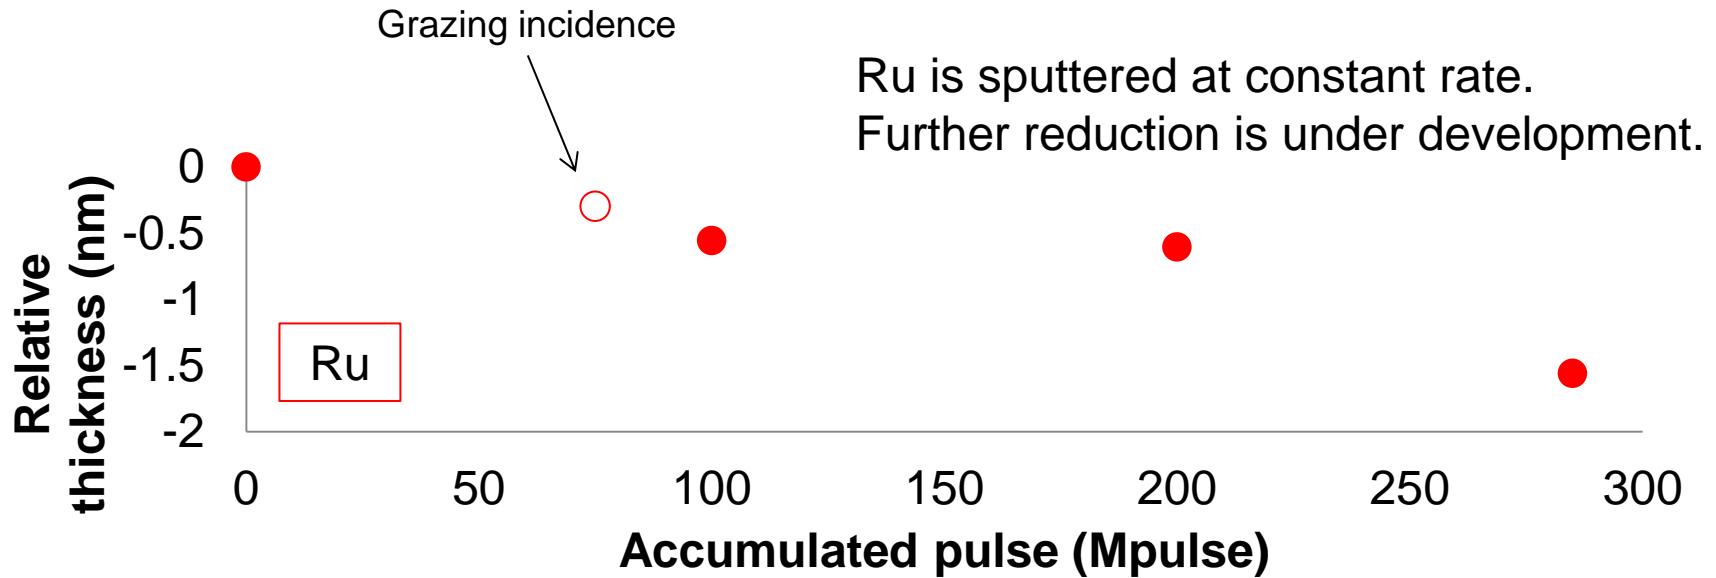 Grazing incidence
Ru is sputtered at constant rate.
Further reduction is under development.
Relative
thickness (nm)
0
-0.5
-1
-1.5
-2
Ru
0 50 100 150 200 250 300
Accumulated pulse (Mpulse)